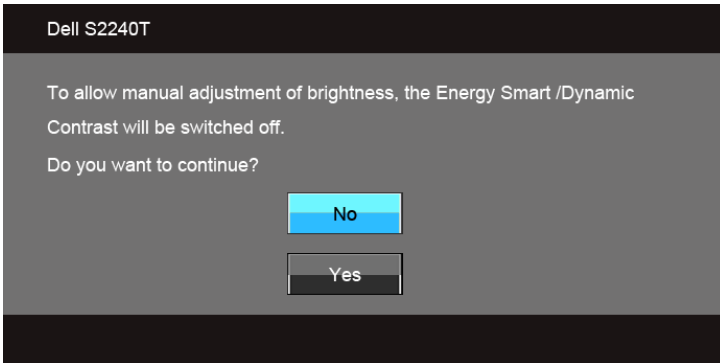 Dell S2240T
To allow manual adjustment of brightness, the Energy Smart /Dynamic
Contrast will be switched off.
Do you want to continue?
No
Yes